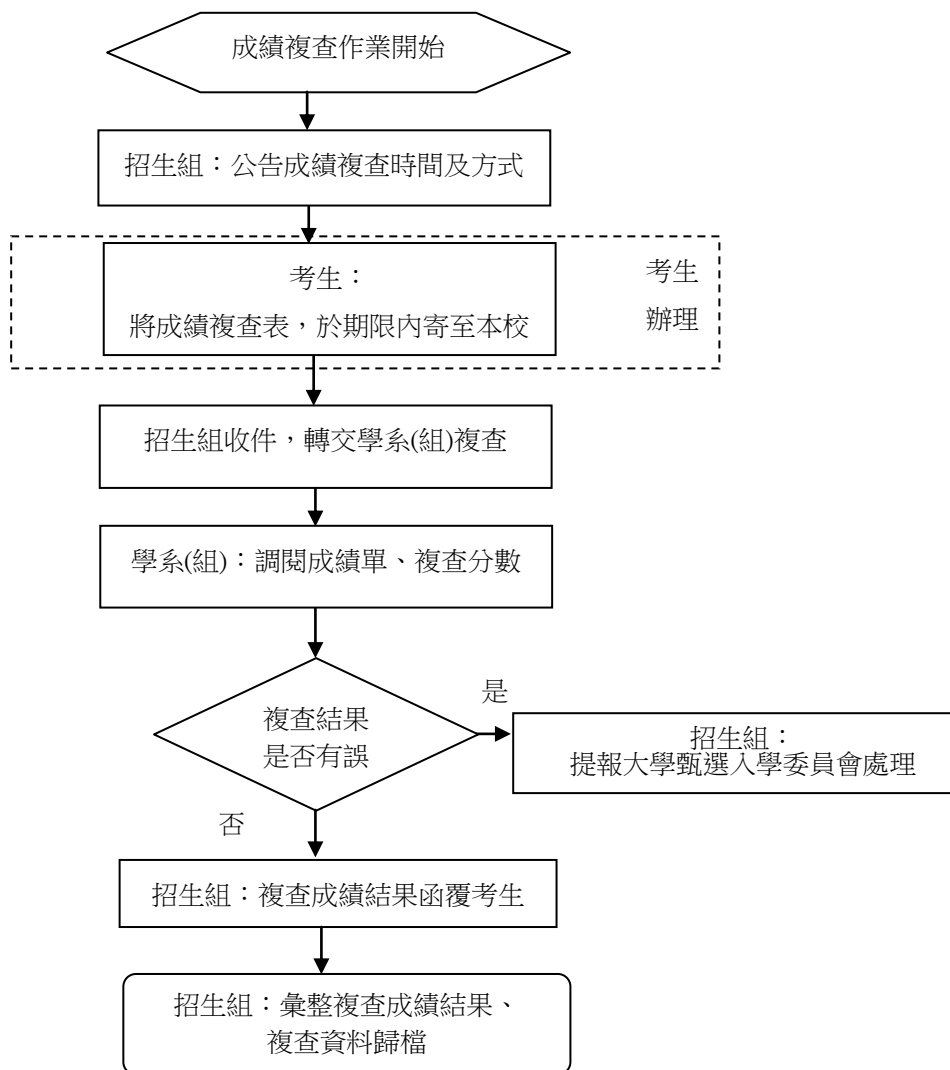 成績複查作業開始
招生組：公告成績複查時間及方式
考生：
將成績複查表，於期限內寄至本校
考生
辦理
招生組收件，轉交學系(組)複查
學系(組)：調閱成績單、複查分數
複查結果
是否有誤
是
招生組：
提報大學甄選入學委員會處理
否
招生組：複查成績結果函覆考生
招生組：彙整複查成績結果、
複查資料歸檔